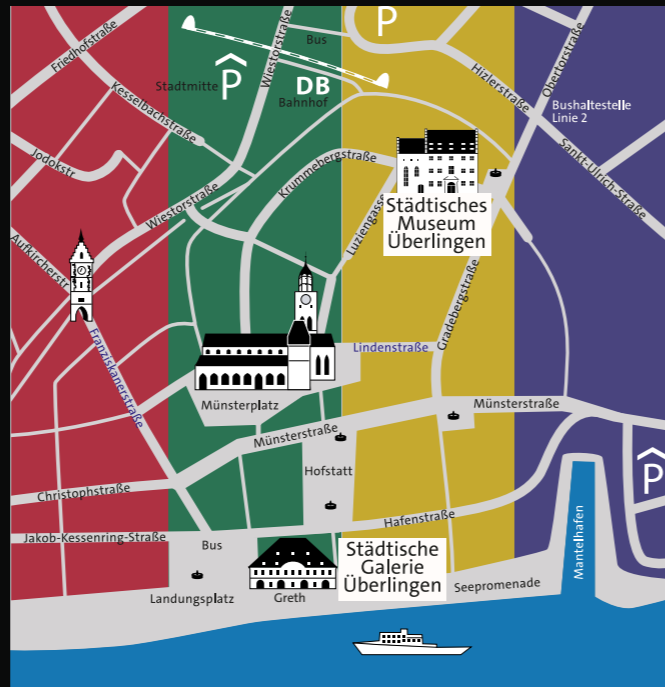 P
Friedhofstraße
Wiestorstraße
Bus
Stadtmitte
P
DB
Bahnhof
Kesselbachstraße
Hizlerstraße
Obertorstraße
Bushaltestelle
Linie 2
Sankt-Ulrich-Straße
Jodokstr
Wiestorstraße
Krummebergstraße
Luziengasse
Städtisches
Museum
Überlingen
Aufkircherstr
Gradebergstraße
Franziskanerstraße
Lindenstraße
Münsterplatz
Münsterstraße
Münsterstraße
Hofstatt
P
Christophstraße
Hafenstraße
Jakob-Kessenring-Straße
Bus
Städtische
Galerie
Überlingen
Mantelhafen
Seepromenade
Landungsplatz
Greth